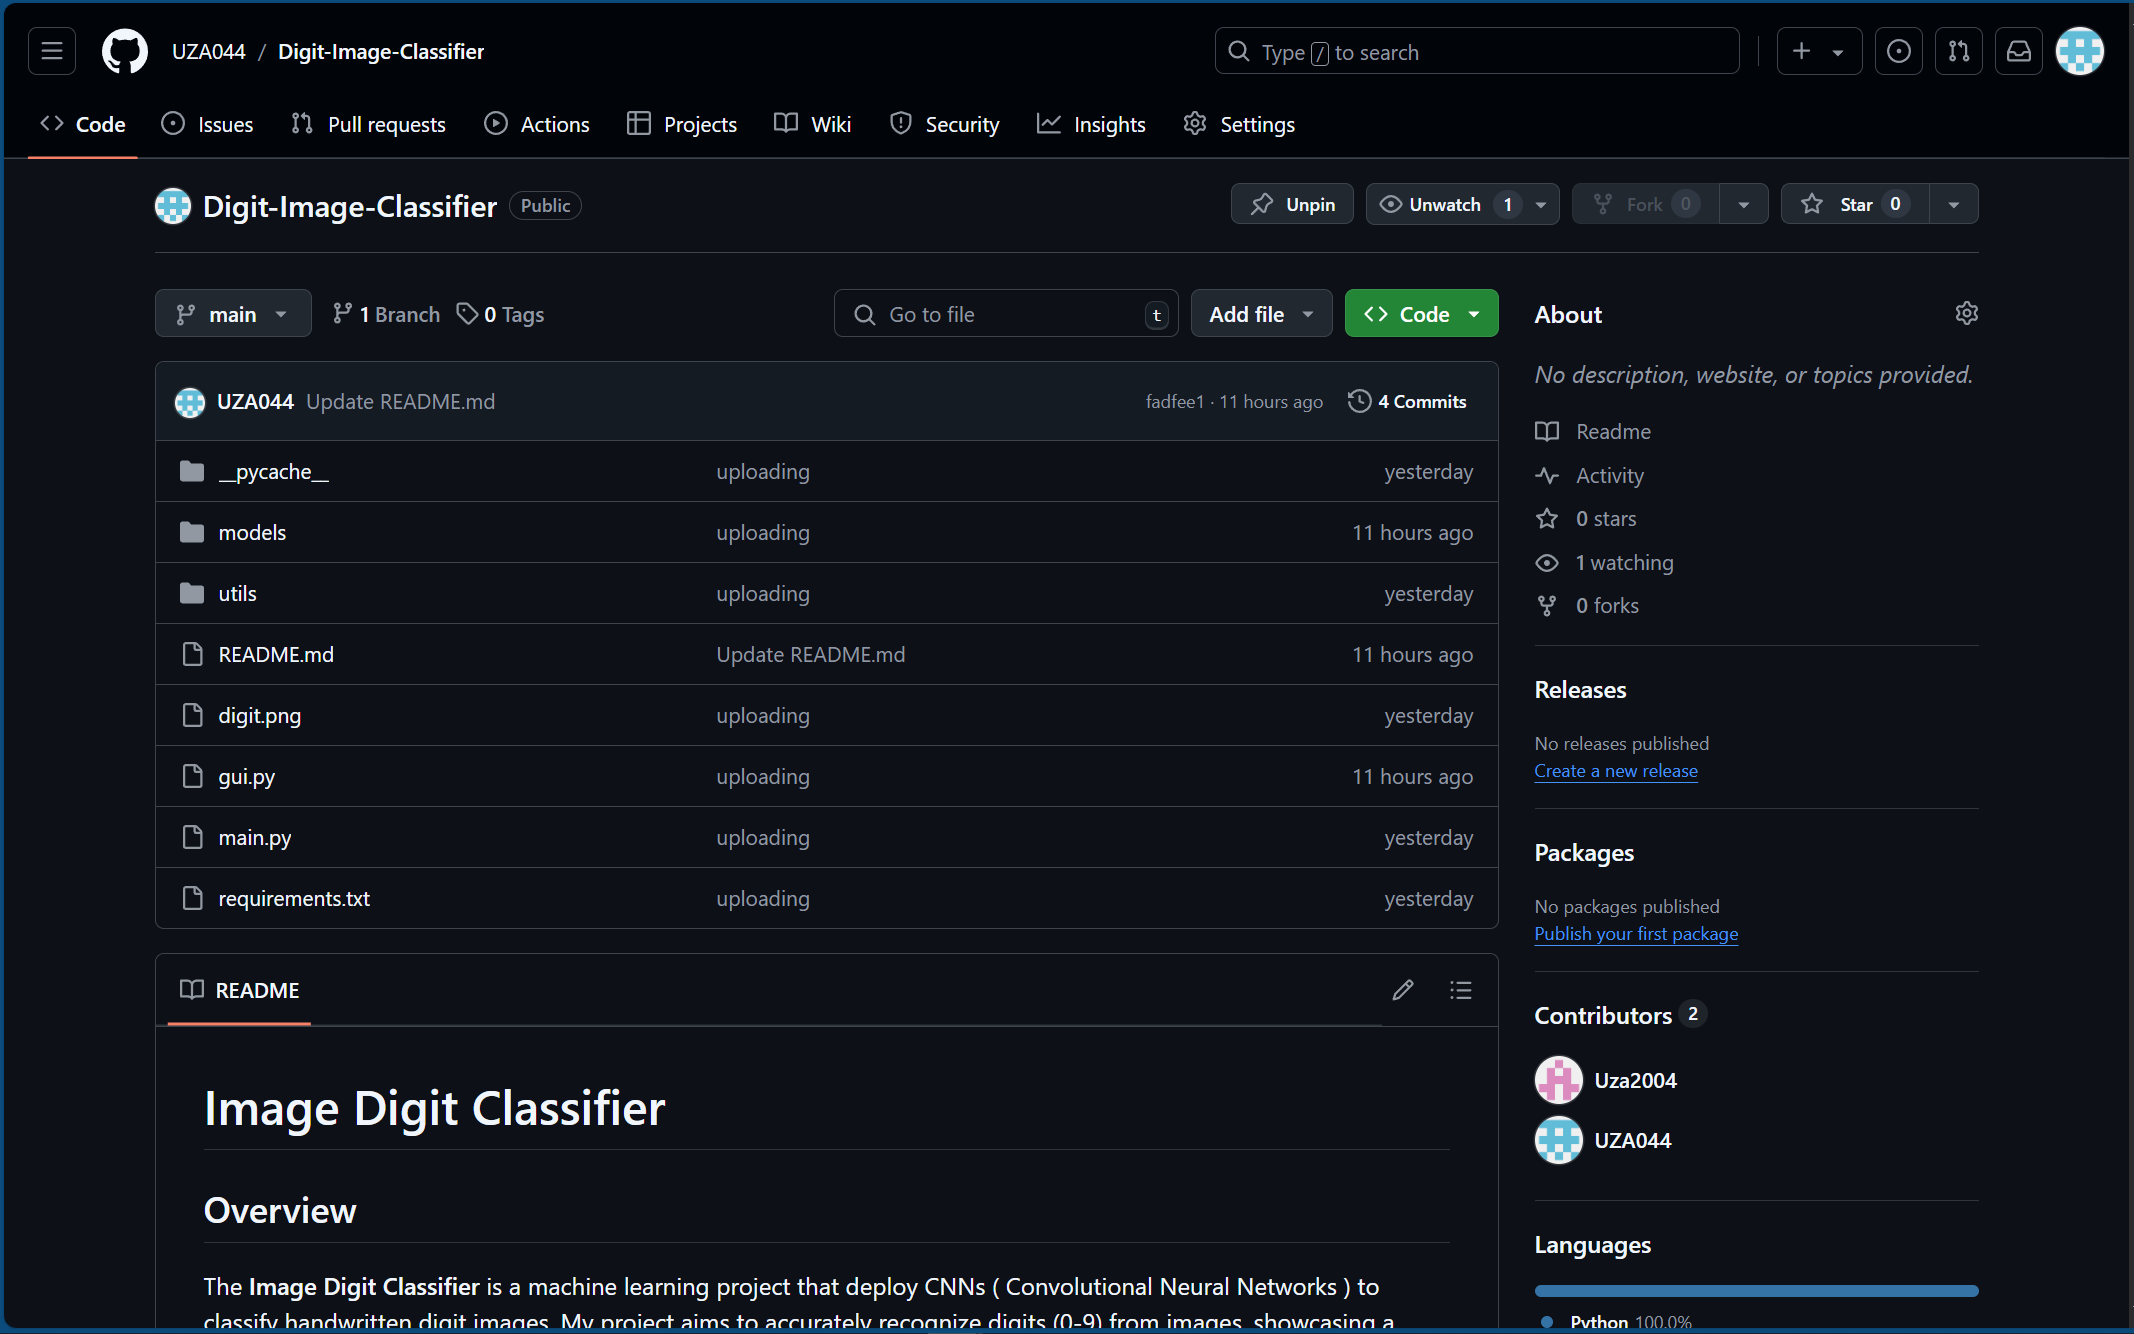 UZA044 / Digit-Image-Classifier
Type / to search
Code Issues Pull requests Actions Projects Wiki Security Insights Settings
Digit-Image-Classifier Public
Unpin Unwatch 1 Fork 0 Star 0
main 1 Branch 0 Tags
Go to file t Add file Code
UZA044 Update README.md fadfee1 · 11 hours ago 4 Commits
__pycache__ uploading yesterday
models uploading 11 hours ago
utils uploading yesterday
README.md Update README.md 11 hours ago
digit.png uploading yesterday
gui.py uploading 11 hours ago
main.py uploading yesterday
requirements.txt uploading yesterday
README
Image Digit Classifier
Overview
The Image Digit Classifier is a machine learning project that deploy CNNs ( Convolutional Neural Networks ) to
classify handwritten digit images. My project aims to accurately recognize digits (0-9) from images, showcasing a
About
No description, website, or topics provided.
Readme
Activity
0 stars
1 watching
0 forks
Releases
No releases published
Create a new release
Packages
No packages published
Publish your first package
Contributors 2
Uza2004
UZA044
Languages
Python 100.0%